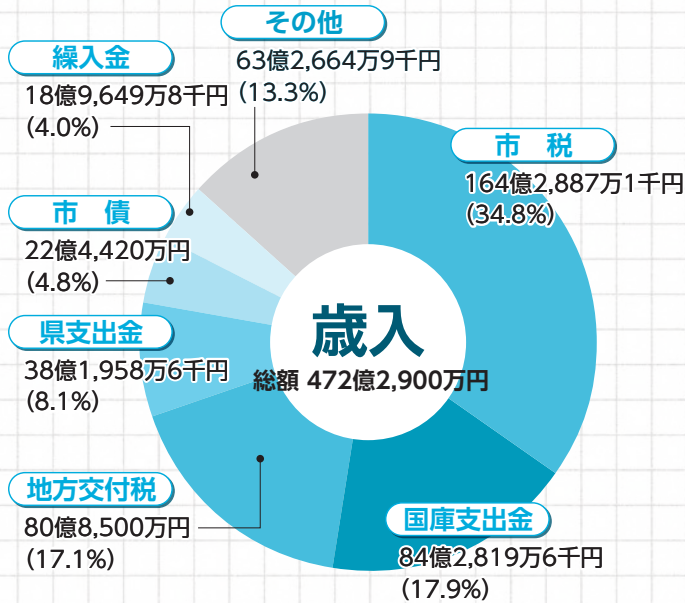 その他
63億2,664万9千円
(13.3%)
繰入金
18億9,649万8千円
(4.0%)
市　税
164億2,887万1千円
(34.8%)
市　債
22億4,420万円
(4.8%)
歳入
総額 472億2,900万円
県支出金
38億1,958万6千円
(8.1%)
地方交付税
80億8,500万円
(17.1%)
国庫支出金
84億2,819万6千円
(17.9%)